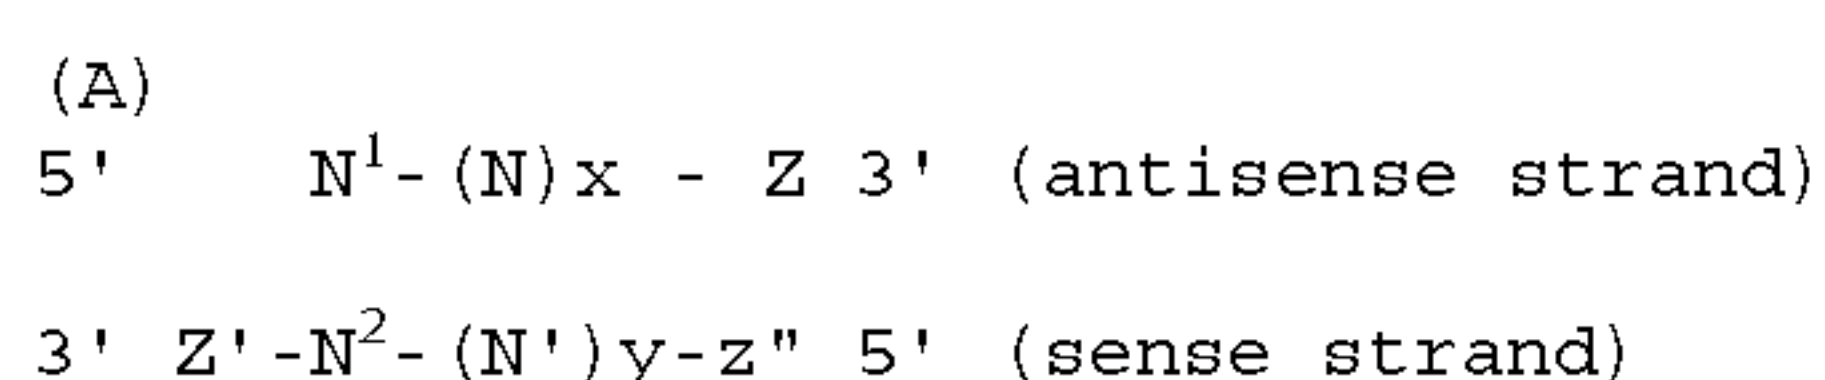 (A)
5' N¹-(N)x - Z 3' (antisense strand)
3' Z'-N²-(N')y-z" 5' (sense strand)